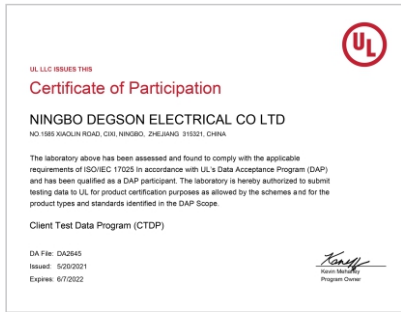 UL
UL LLC ISSUES THIS
Certificate of Participation
NINGBO DEGSON ELECTRICAL CO LTD
NO.1585 XIAOLIN ROAD, CIXI, NINGBO, ZHEJIANG 315321, CHINA
The laboratory above has been assessed and found to comply with the applicable
requirements of ISO/IEC 17025 in accordance with UL's Data Acceptance Program (DAP)
and has been qualified as a DAP participant. The laboratory is hereby authorized to submit
testing data to UL for product certification purposes as allowed by the schemes and for the
product types and standards identified in the DAP Scope.
Client Test Data Program (CTDP)
DA File: DA2645
Issued: 5/20/2021
Expires: 6/7/2022
Kevin Mehaffey
Program Owner